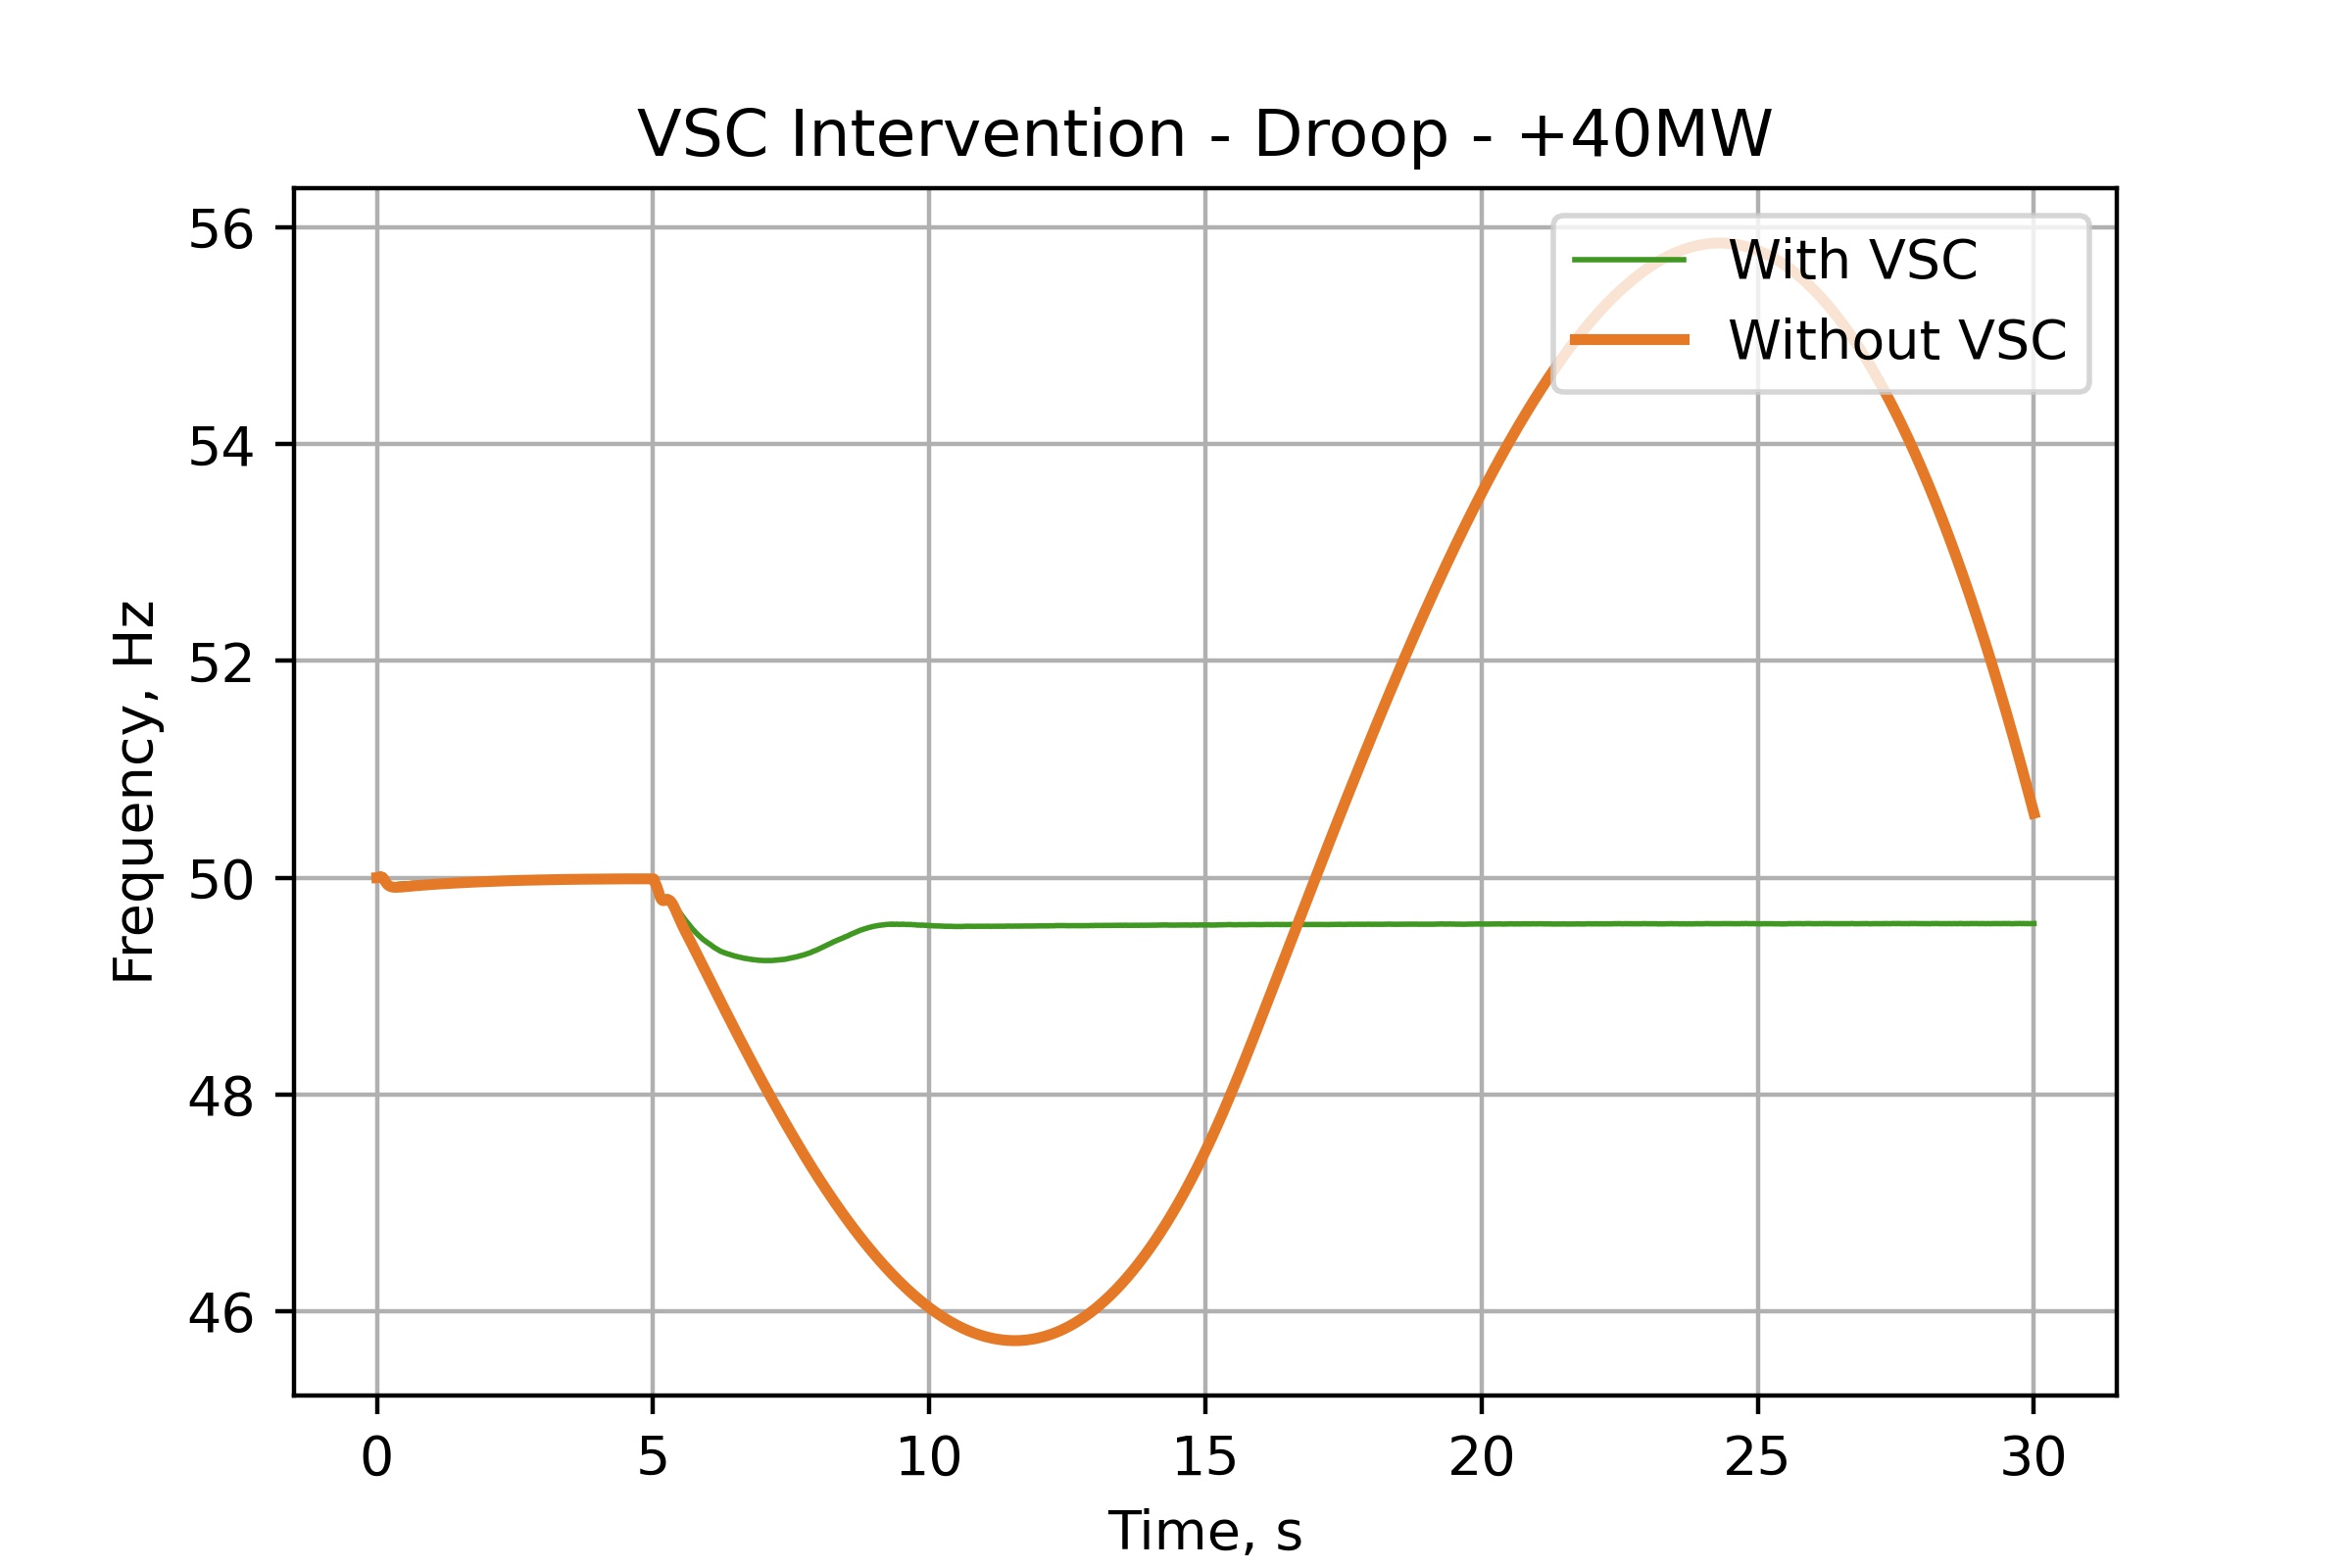 VSC Intervention - Droop - +40MW
With VSC
Without VSC
56
54
52
50
48
46
Frequency, Hz
0 5 10 15 20 25 30
Time, s